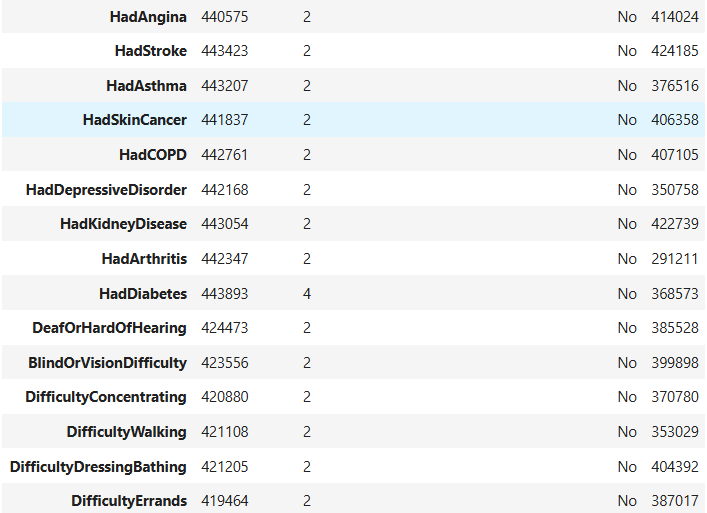 HadAngina 440575 2 No 414024
HadStroke 443423 2 No 424185
HadAsthma 443207 2 No 376516
HadSkinCancer 441837 2 No 406358
HadCOPD 442761 2 No 407105
HadDepressiveDisorder 442168 2 No 350758
HadKidneyDisease 443054 2 No 422739
HadArthritis 442347 2 No 291211
HadDiabetes 443893 4 No 368573
DeafOrHardOfHearing 424473 2 No 385528
BlindOrVisionDifficulty 423556 2 No 399898
DifficultyConcentrating 420880 2 No 370780
DifficultyWalking 421108 2 No 353029
DifficultyDressingBathing 421205 2 No 404392
DifficultyErrands 419464 2 No 387017